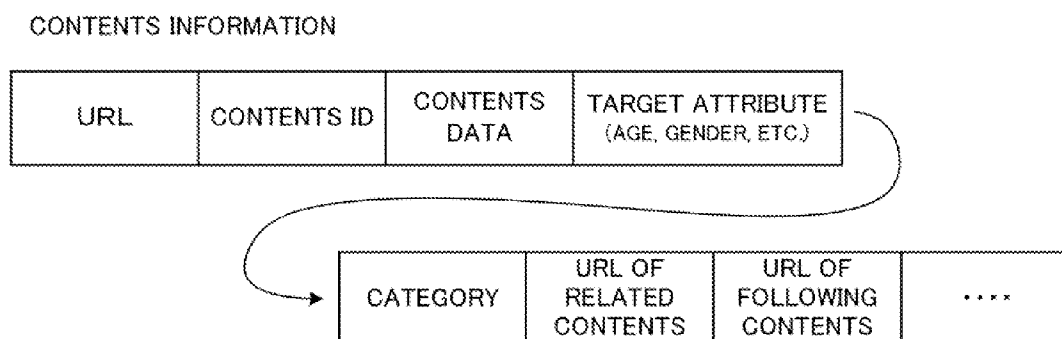 CONTENTS INFORMATION
URL
CONTENTS ID
CONTENTS
DATA
TARGET ATTRIBUTE
(AGE, GENDER, ETC.)
CATEGORY
URL OF
RELATED
CONTENTS
URL OF
FOLLOWING
CONTENTS
....